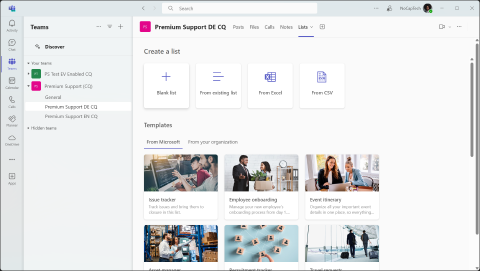 Search
NoCipTech
Activity
Chat
Teams
Calendar
Calls
OneDrive
Apps
Teams
Discover
Your teams
PS Test EV Enabled CQ
Premium Support (CQ)
General
Premium Support DE CQ
Premium Support EN CQ
Hidden teams
Premium Support DE CQ
Posts Files Calls Notes Lists
Create a list
Blank list
From existing list
From Excel
From CSV
Templates
From Microsoft From your organization
Issue tracker
Track issues and bring them to closure in this list.
Employee onboarding
Manage your new employee's onboarding process from day 1...
Event itinerary
Organize all your important event details in one place, so everything...
Asset manager
Recruitment tracker
Travel requests